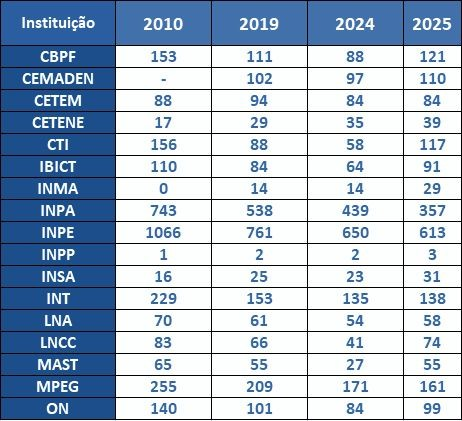 Instituição 2010 2019 2024 2025
CBPF 153 111 88 121
CEMADEN - 102 97 110
CETEM 88 94 84 84
CETENE 17 29 35 39
CTI 156 88 58 117
IBICT 110 84 64 91
INMA 0 14 14 29
INPA 743 538 439 357
INPE 1066 761 650 613
INPP 1 2 2 3
INSA 16 25 23 31
INT 229 153 135 138
LNA 70 61 54 58
LNCC 83 66 41 74
MAST 65 55 27 55
MPEG 255 209 171 161
ON 140 101 84 99